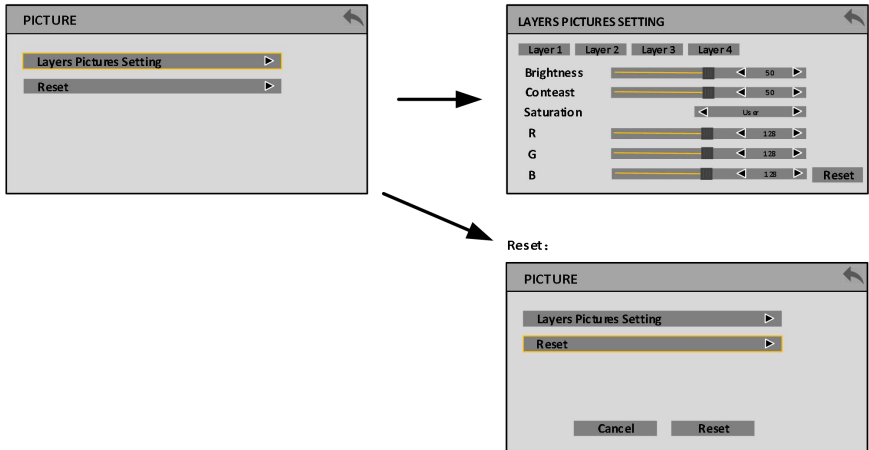 PICTURE
Layers Pictures Setting
Reset
LAYERS PICTURES SETTING
Layer 1 Layer 2 Layer 3 Layer 4
Brightness 50
Conteast 50
Saturation User
R 128
G 128
B 128 Reset
Reset:
PICTURE
Layers Pictures Setting
Reset
Cancel Reset